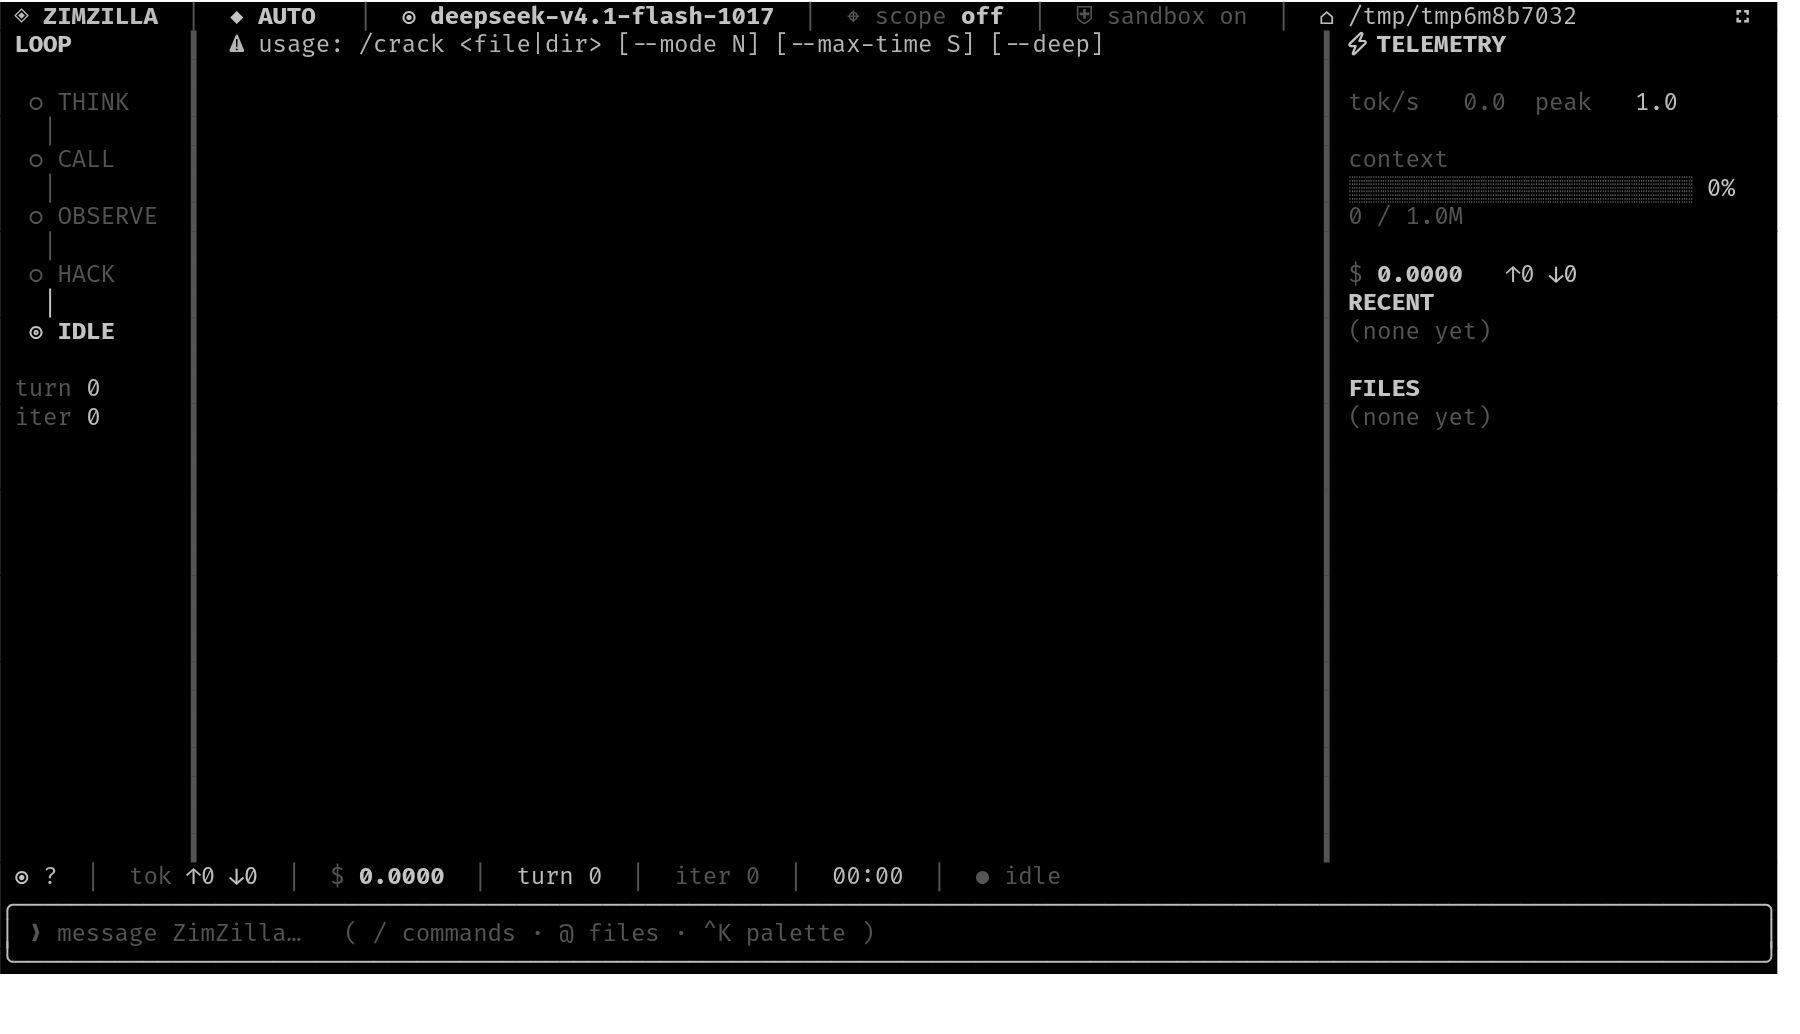 ◈ ZIMZILLA │ ◆ AUTO │ ◉ deepseek-v4.1-flash-1017 │ ⌖ scope off │ ⛨ sandbox on │ ⌂ /tmp/tmp6m8b7032 ⛶
LOOP
○ THINK
│
○ CALL
│
○ OBSERVE
│
○ HACK
│
◉ IDLE
turn 0
iter 0
⚠ usage: /crack <file|dir> [--mode N] [--max-time S] [--deep]
⚡ TELEMETRY
tok/s 0.0 peak 1.0
context
0%
0 / 1.0M
$ 0.0000 ↑0 ↓0
RECENT
(none yet)
FILES
(none yet)
◉ ? │ tok ↑0 ↓0 │ $ 0.0000 │ turn 0 │ iter 0 │ 00:00 │ ● idle
❫ message ZimZilla… ( / commands · @ files · ^K palette )